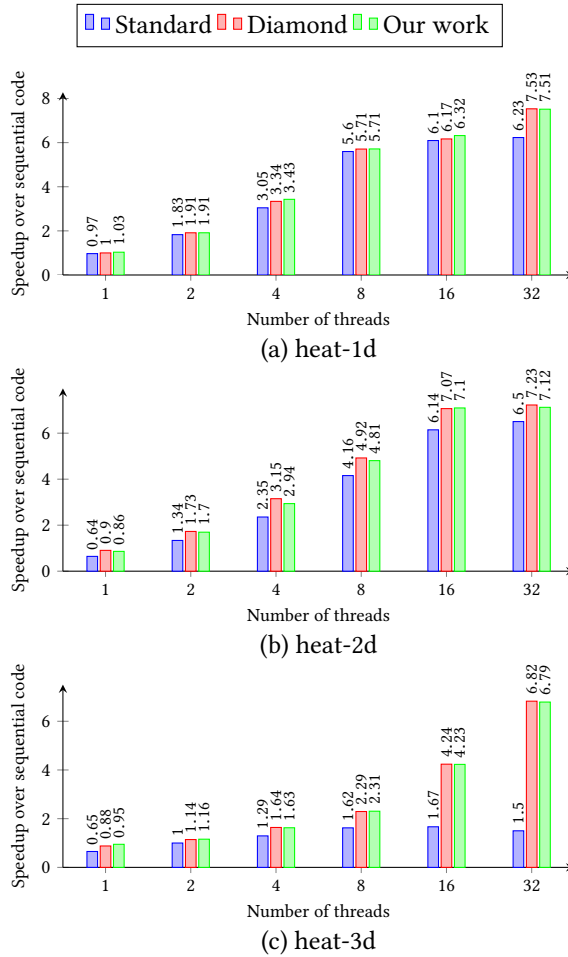 Standard Diamond Our work
Speedup over sequential code
8
6
4
2
0
0.97 1 1.03
1.83 1.91 1.91
3.05 3.34 3.43
5.6 5.71 5.71
6.1 6.17 6.32
6.23 7.53 7.51
1 2 4 8 16 32
Number of threads
(a) heat-1d
Speedup over sequential code
6
4
2
0
0.64 0.9 0.86
1.34 1.73 1.7
2.35 3.15 2.94
4.16 4.92 4.81
6.14 7.07 7.1
6.5 7.23 7.12
1 2 4 8 16 32
Number of threads
(b) heat-2d
Speedup over sequential code
6
4
2
0
0.65 0.88 0.95
1 1.14 1.16
1.29 1.64 1.63
1.62 2.29 2.31
1.67 4.24 4.23
1.5 6.82 6.79
1 2 4 8 16 32
Number of threads
(c) heat-3d